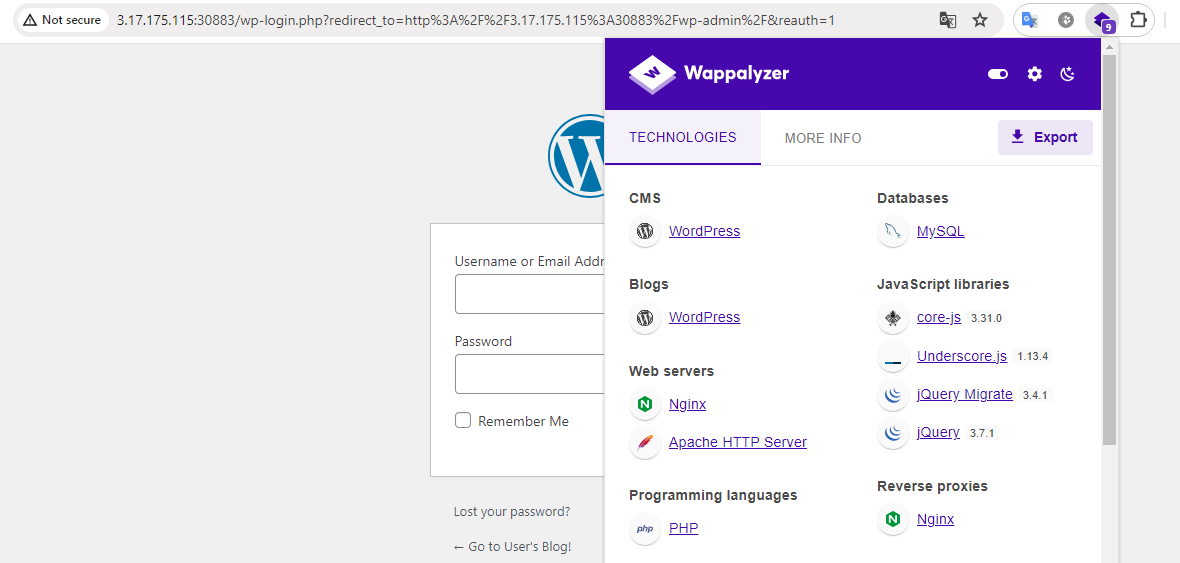 Not secure 3.17.175.115:30883/wp-login.php?redirect_to=http%3A%2F%2F3.17.175.115%3A30883%2Fwp-admin%2F&reauth=1
9
Wappalyzer
TECHNOLOGIES
MORE INFO
Export
CMS
WordPress
Blogs
WordPress
Web servers
Nginx
Apache HTTP Server
Programming languages
php PHP
Databases
MySQL
JavaScript libraries
core-js 3.31.0
Underscore.js 1.13.4
jQuery Migrate 3.4.1
jQuery 3.7.1
Reverse proxies
Nginx
Username or Email Addr
Password
Remember Me
Lost your password?
← Go to User's Blog!